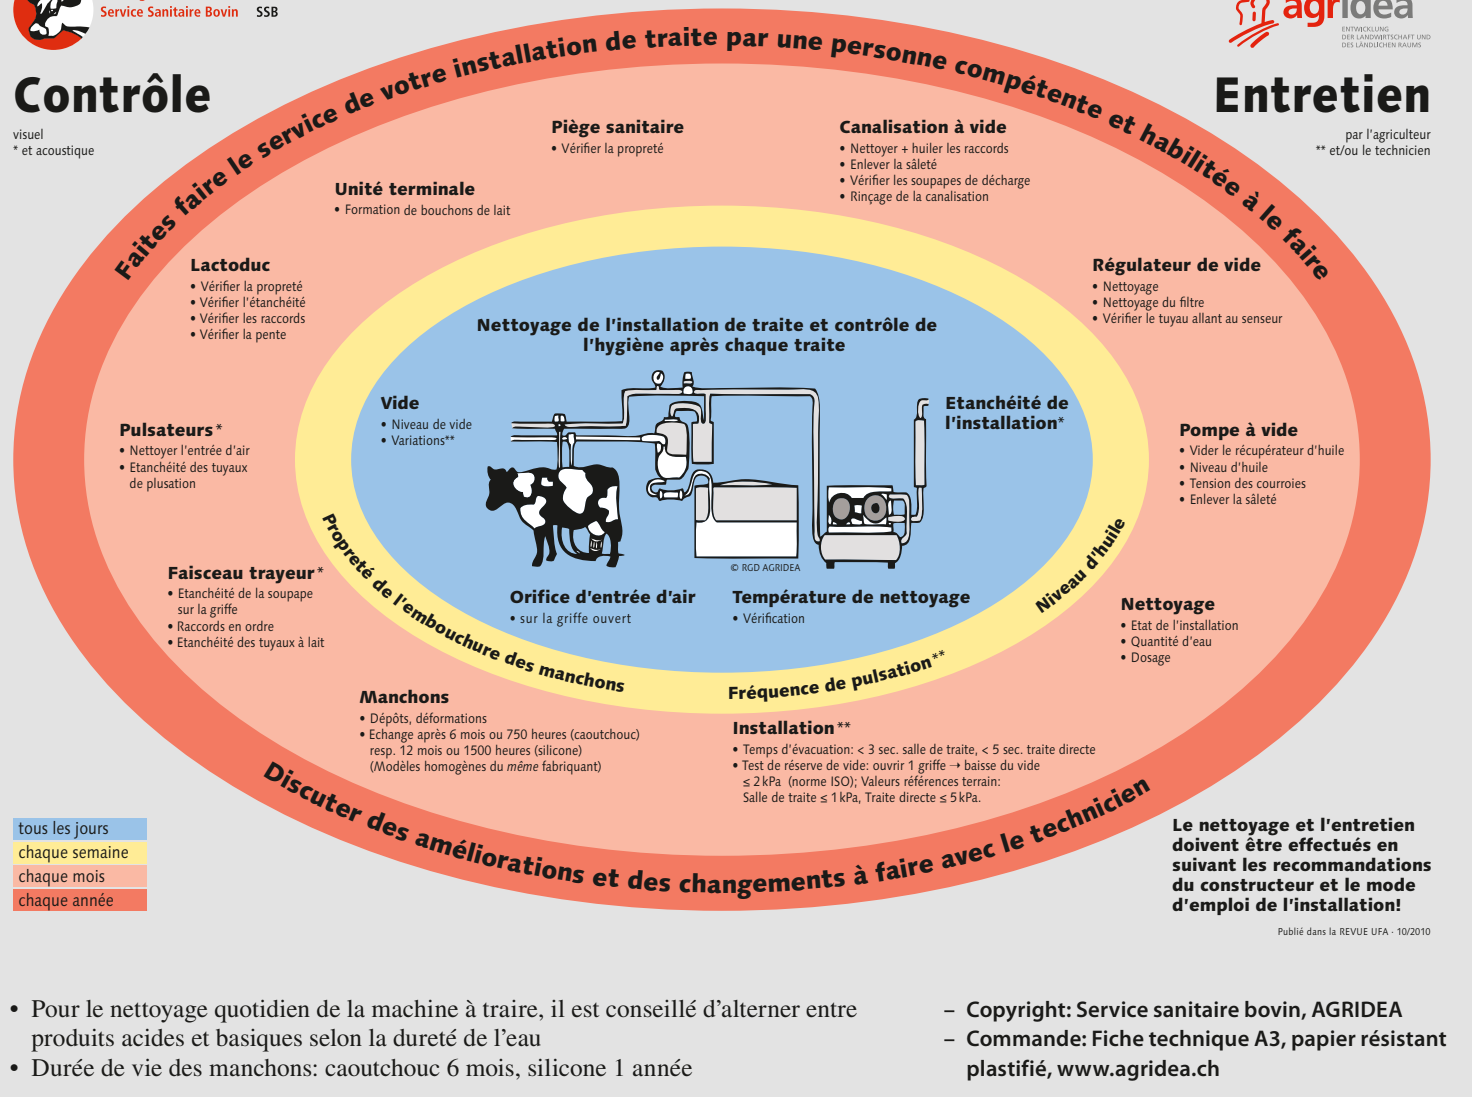 Service Sanitaire Bovin SSB
agridea
ENTWICKLUNG
DER LANDWIRTSCHAFT UND
DES LÄNDLICHEN RAUMS
Contrôle
visuel
* et acoustique
Entretien
par l'agriculteur
** et/ou le technicien
Faites faire le service de votre installation de traite par une personne compétente et habilitée à le faire
Piège sanitaire
• Vérifier la propreté
Canalisation à vide
• Nettoyer + huiler les raccords
• Enlever la sâleté
• Vérifier les soupapes de décharge
• Rinçage de la canalisation
Unité terminale
• Formation de bouchons de lait
Lactoduc
• Vérifier la propreté
• Vérifier l'étanchéité
• Vérifier les raccords
• Vérifier la pente
Régulateur de vide
• Nettoyage
• Nettoyage du filtre
• Vérifier le tuyau allant au senseur
Nettoyage de l'installation de traite et contrôle de
l'hygiène après chaque traite
Vide
• Niveau de vide
• Variations**
Etanchéité de
l'installation*
Pulsateurs*
• Nettoyer l'entrée d'air
• Etanchéité des tuyaux
de plusation
Pompe à vide
• Vider le récupérateur d'huile
• Niveau d'huile
• Tension des courroies
• Enlever la sâleté
© RGD AGRIDEA
Orifice d'entrée d'air
• sur la griffe ouvert
Température de nettoyage
• Vérification
Faisceau trayeur*
• Etanchéité de la soupape
sur la griffe
• Raccords en ordre
• Etanchéité des tuyaux à lait
Nettoyage
• Etat de l'installation
• Quantité d'eau
• Dosage
Propreté de l'embouchure des manchons
Fréquence de pulsation**
Niveau d'huile
Manchons
• Dépôts, déformations
• Echange après 6 mois ou 750 heures (caoutchouc)
resp. 12 mois ou 1500 heures (silicone)
(Modèles homogènes du même fabriquant)
Installation**
• Temps d'évacuation: < 3 sec. salle de traite, < 5 sec. traite directe
• Test de réserve de vide: ouvrir 1 griffe → baisse du vide
≤ 2 kPa (norme ISO); Valeurs références terrain:
Salle de traite ≤ 1 kPa, Traite directe ≤ 5 kPa.
Discuter des améliorations et des changements à faire avec le technicien
tous les jours
chaque semaine
chaque mois
chaque année
Le nettoyage et l'entretien
doivent être effectués en
suivant les recommandations
du constructeur et le mode
d'emploi de l'installation!
Publié dans la REVUE UFA · 10/2010
• Pour le nettoyage quotidien de la machine à traire, il est conseillé d'alterner entre
produits acides et basiques selon la dureté de l'eau
• Durée de vie des manchons: caoutchouc 6 mois, silicone 1 année
– Copyright: Service sanitaire bovin, AGRIDEA
– Commande: Fiche technique A3, papier résistant
plastifié, www.agridea.ch